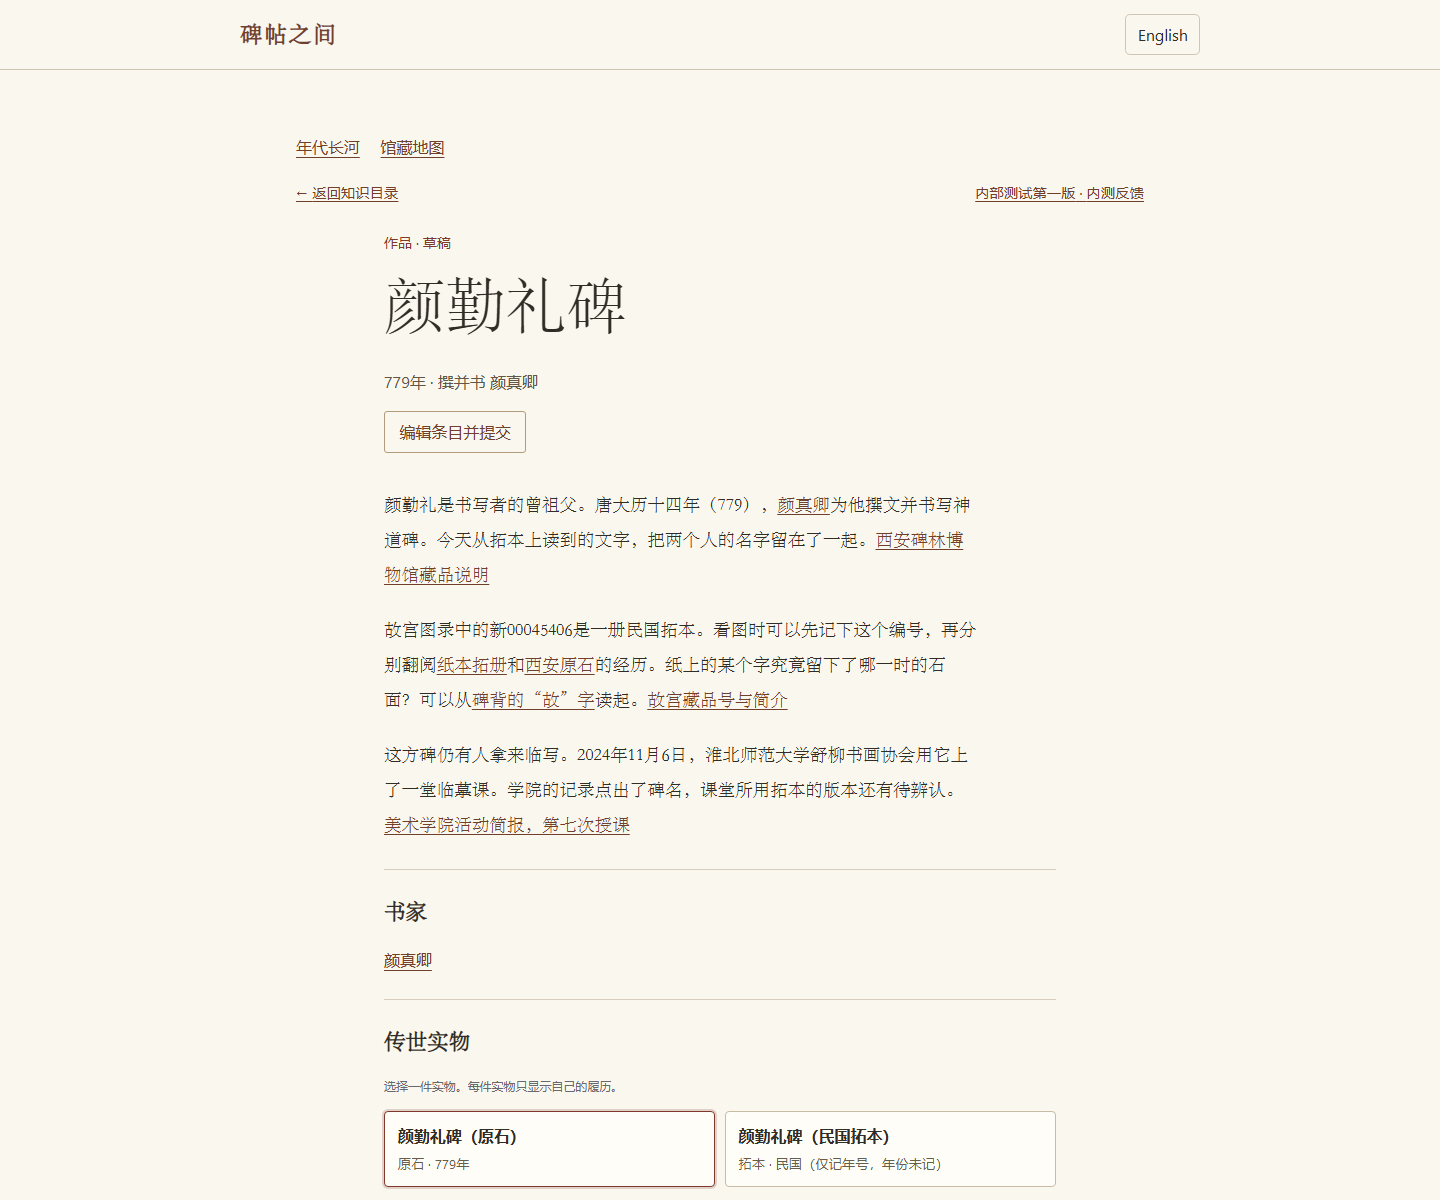 碑帖之间
English
年代长河 馆藏地图
← 返回知识目录
内部测试第一版 · 内测反馈
作品 · 草稿
颜勤礼碑
779年 · 撰并书 颜真卿
编辑条目并提交
颜勤礼是书写者的曾祖父。唐大历十四年（779），颜真卿为他撰文并书写神
道碑。今天从拓本上读到的文字，把两个人的名字留在了一起。西安碑林博
物馆藏品说明
故宫图录中的新00045406是一册民国拓本。看图时可以先记下这个编号，再分
别翻阅纸本拓册和西安原石的经历。纸上的某个字究竟留下了哪一时的石
面？可以从碑背的“故”字读起。故宫藏品号与简介
这方碑仍有人拿来临写。2024年11月6日，淮北师范大学舒柳书画协会用它上
了一堂临摹课。学院的记录点出了碑名，课堂所用拓本的版本还有待辨认。
美术学院活动简报，第七次授课
书家
颜真卿
传世实物
选择一件实物。每件实物只显示自己的履历。
颜勤礼碑（原石）
原石 · 779年
颜勤礼碑（民国拓本）
拓本 · 民国（仅记年号，年份未记）